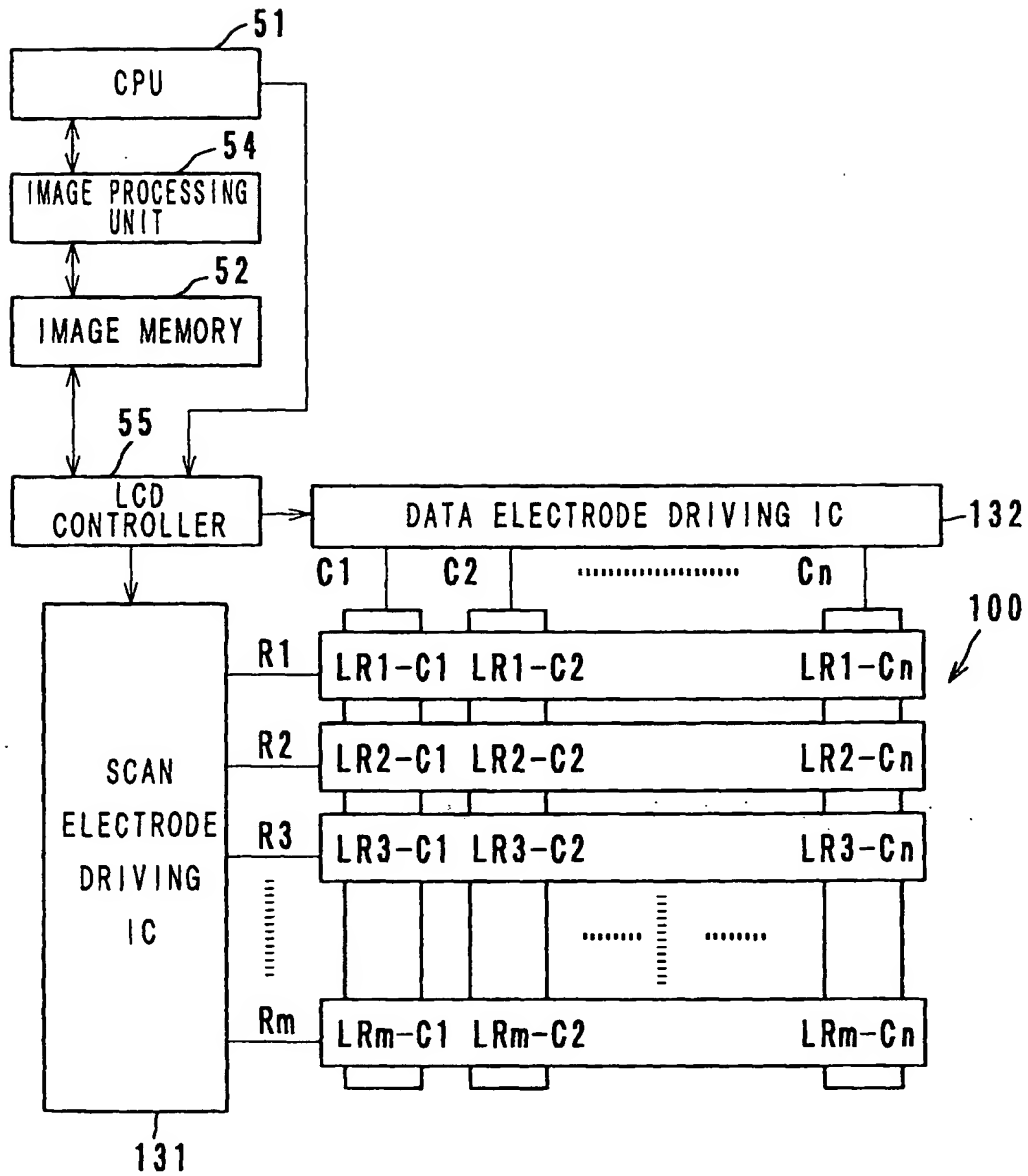 51
CPU
54
IMAGE PROCESSING
UNIT
52
IMAGE MEMORY
55
LCD
CONTROLLER
DATA ELECTRODE DRIVING IC
132
C1 C2 Cn
100
R1 LR1-C1 LR1-C2 LR1-Cn
R2 LR2-C1 LR2-C2 LR2-Cn
R3 LR3-C1 LR3-C2 LR3-Cn
SCAN
ELECTRODE
DRIVING
IC
Rm LRm-C1 LRm-C2 LRm-Cn
131